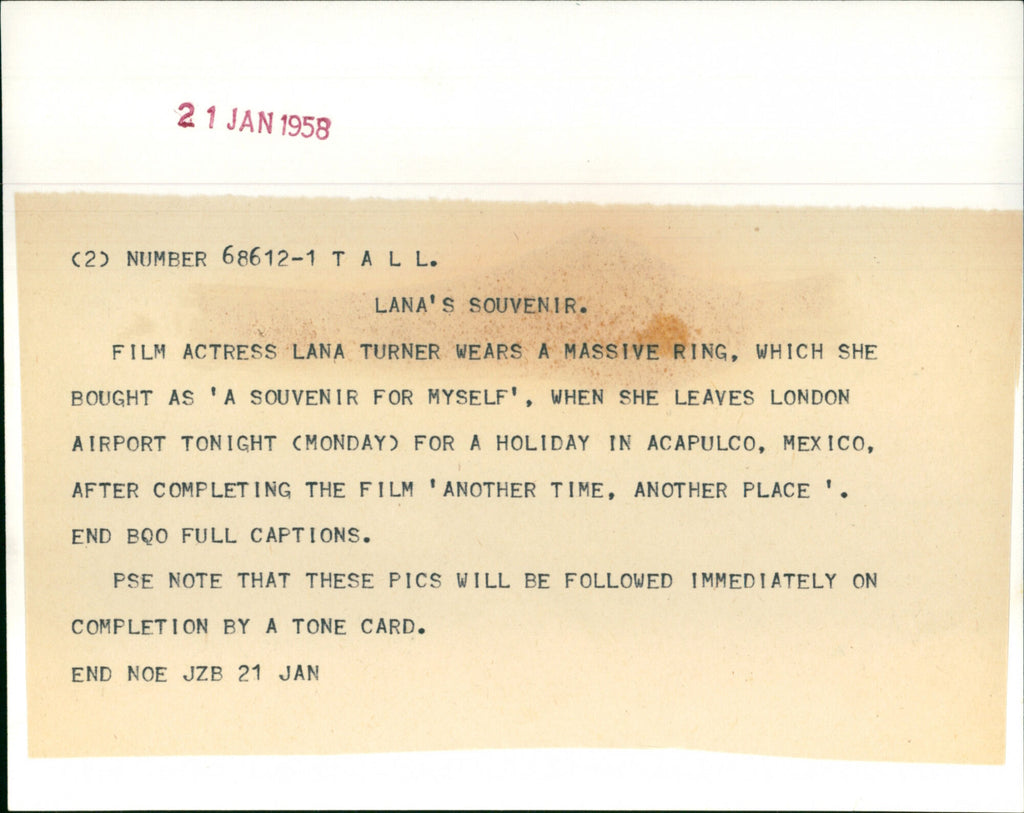 21 JAN 1958
(2) NUMBER 68612-1 T A L L.
LANA'S SOUVENIR.
FILM ACTRESS LANA TURNER WEARS A MASSIVE RING, WHICH SHE
BOUGHT AS 'A SOUVENIR FOR MYSELF', WHEN SHE LEAVES LONDON
AIRPORT TONIGHT (MONDAY) FOR A HOLIDAY IN ACAPULCO, MEXICO,
AFTER COMPLETING THE FILM 'ANOTHER TIME, ANOTHER PLACE '.
END BQO FULL CAPTIONS.
PSE NOTE THAT THESE PICS WILL BE FOLLOWED IMMEDIATELY ON
COMPLETION BY A TONE CARD.
END NOE JZB 21 JAN